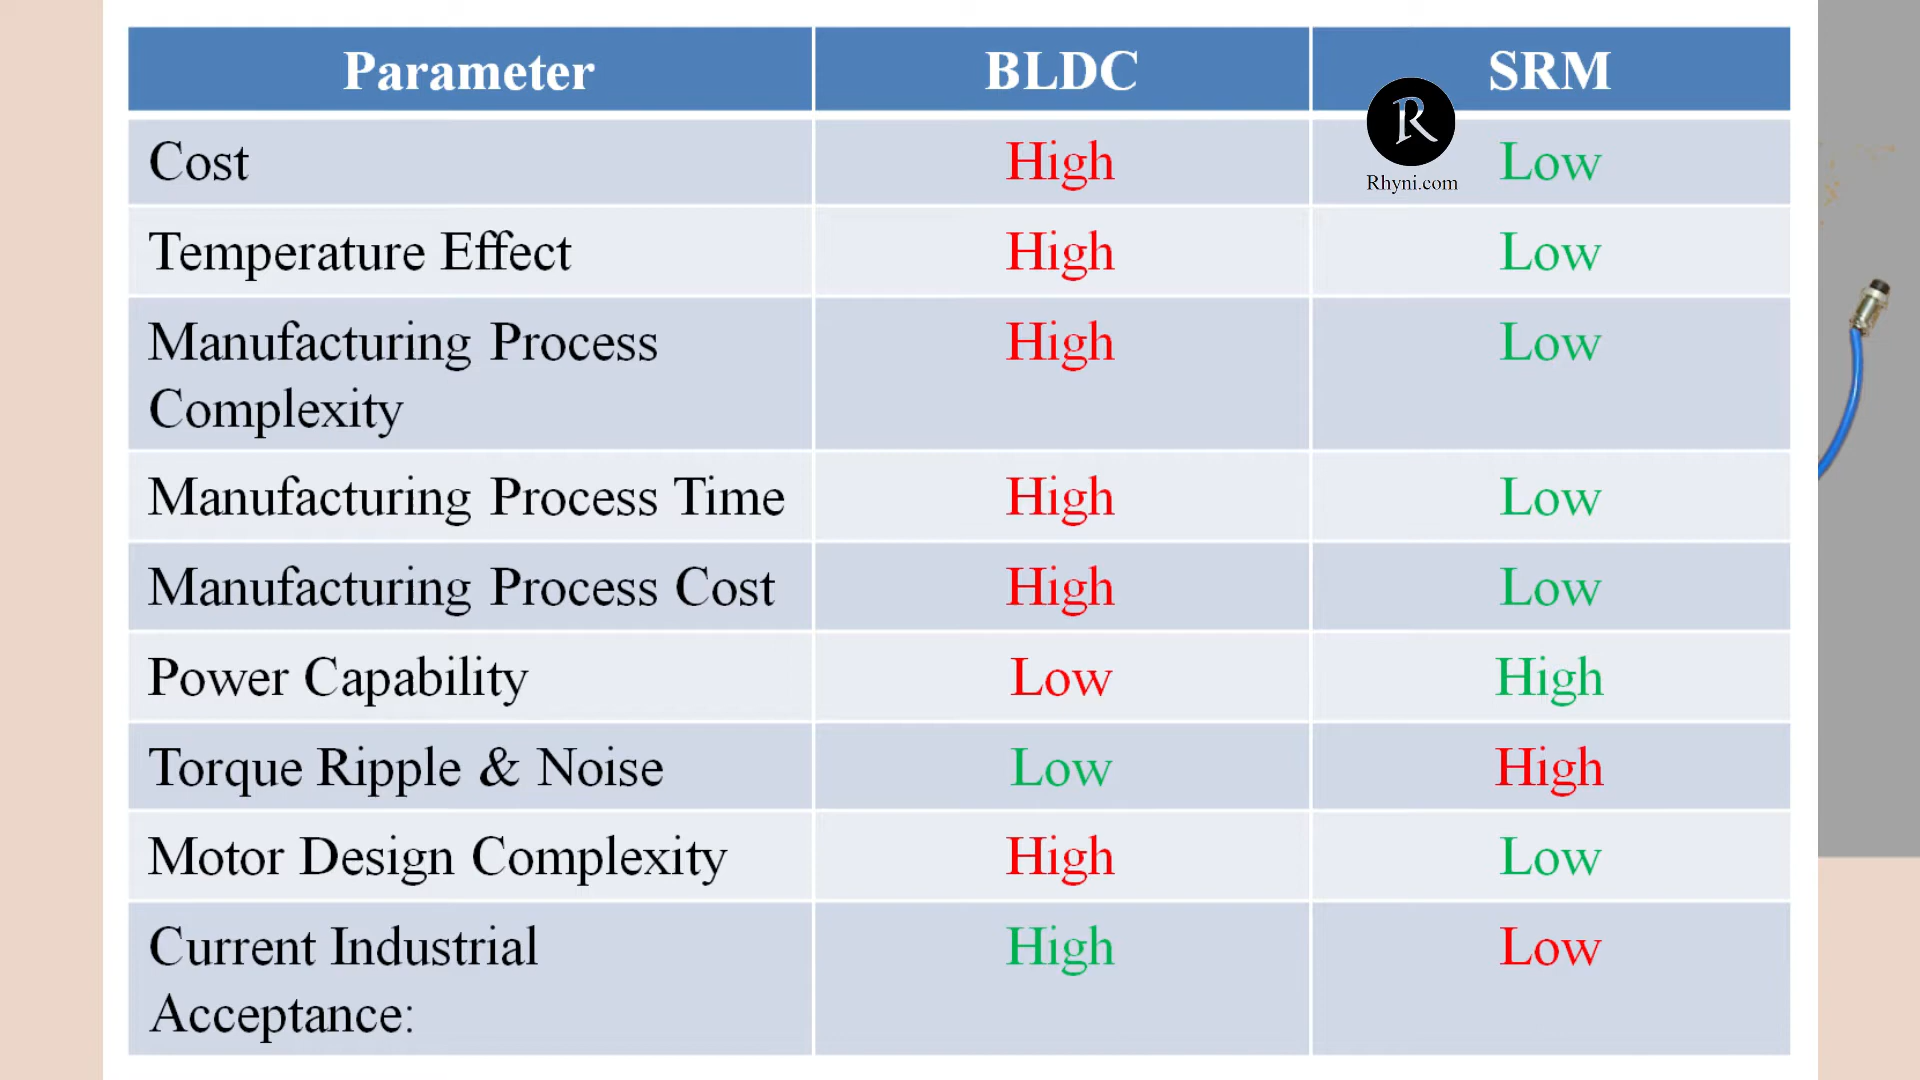 Parameter BLDC SRM
R
Rhyni.com
Cost High Low
Temperature Effect High Low
Manufacturing Process High Low
Complexity
Manufacturing Process Time High Low
Manufacturing Process Cost High Low
Power Capability Low High
Torque Ripple & Noise Low High
Motor Design Complexity High Low
Current Industrial High Low
Acceptance: